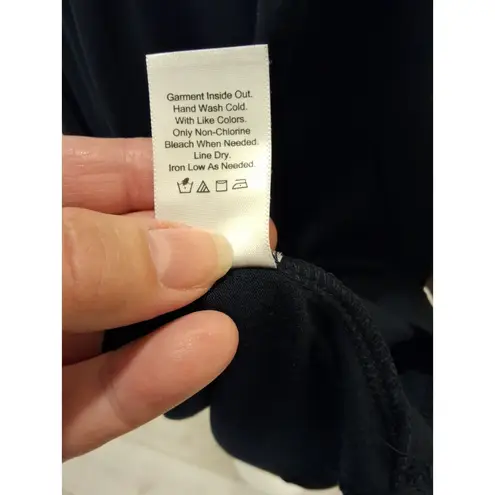 Garment Inside Out.
Hand Wash Cold.
With Like Colors.
Only Non-Chlorine
Bleach When Needed.
Line Dry.
Iron Low As Needed.